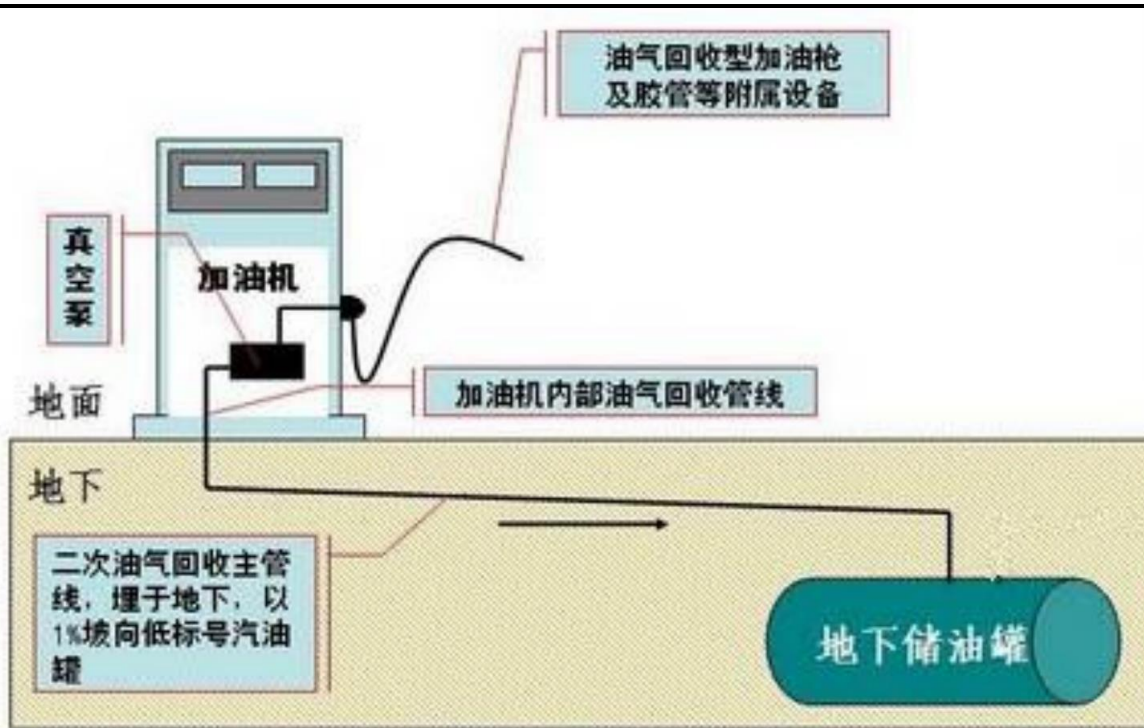 油气回收型加油枪
及胶管等附属设备
真
空
泵
加油机
加油机内部油气回收管线
地面
地下
二次油气回收主管
线，埋于地下，以
1%坡向低标号汽油
罐
地下储油罐